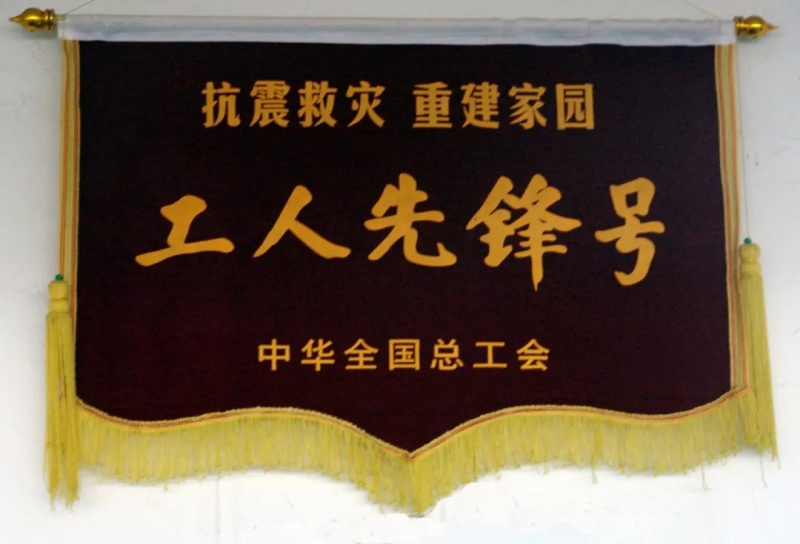 抗震救灾 重建家园
工人先锋号
中华全国总工会